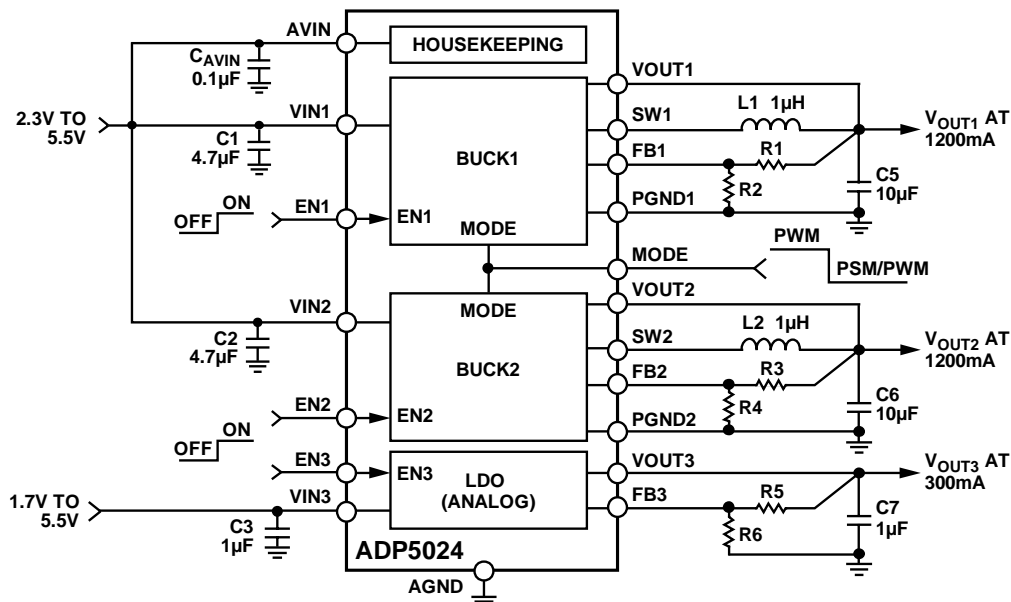 AVIN
HOUSEKEEPING
C_AVIN
0.1µF
VOUT1
L1 1µH
2.3V TO
5.5V
VIN1
SW1
V_OUT1 AT
1200mA
C1
4.7µF
BUCK1
FB1
R1
R2
C5
10µF
ON
OFF
EN1
EN1
PGND1
MODE
MODE
PWM
PSM/PWM
VIN2
MODE
VOUT2
L2 1µH
C2
4.7µF
SW2
V_OUT2 AT
1200mA
BUCK2
FB2
R3
R4
C6
10µF
EN2
EN2
PGND2
ON
OFF
EN3
EN3
LDO
(ANALOG)
VOUT3
V_OUT3 AT
300mA
1.7V TO
5.5V
VIN3
FB3
R5
R6
C7
1µF
C3
1µF
ADP5024
AGND